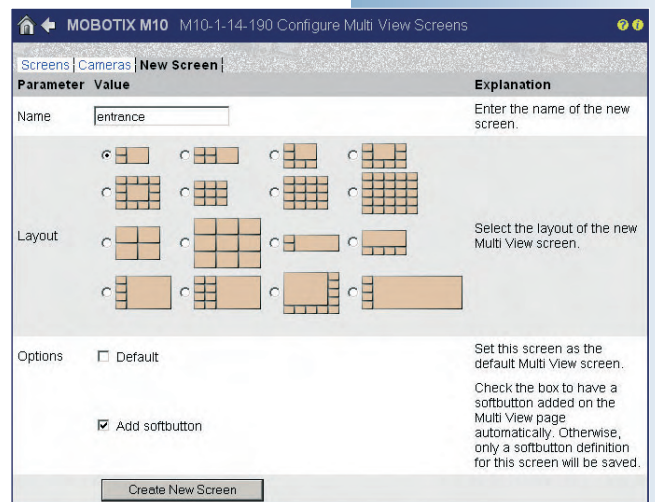 MOBOTIX M10 M10-1-14-190 Configure Multi View Screens
Screens Cameras New Screen
Parameter Value Explanation
Name entrance Enter the name of the new
screen.
Layout Select the layout of the new
Multi View screen.
Options Default Set this screen as the
default Multi View screen.
Add softbutton Check the box to have a
softbutton added on the
Multi View page
automatically. Otherwise,
only a softbutton definition
for this screen will be saved.
Create New Screen